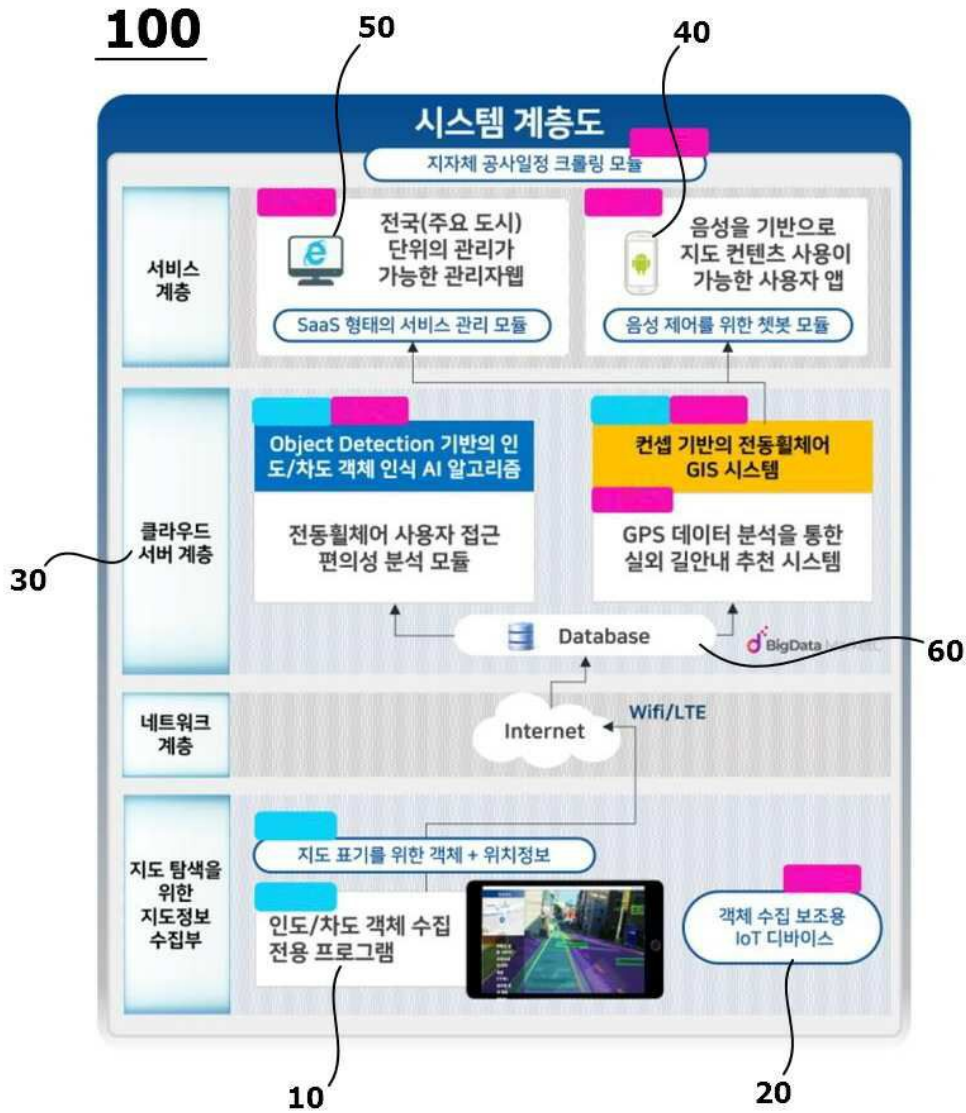 100
50
40
시스템 계층도
지자체 공사일정 크롤링 모듈
서비스
계층
전국(주요 도시)
단위의 관리가
가능한 관리자웹
SaaS 형태의 서비스 관리 모듈
음성을 기반으로
지도 컨텐츠 사용이
가능한 사용자 앱
음성 제어를 위한 챗봇 모듈
30
클라우드
서버 계층
Object Detection 기반의 인
도/차도 객체 인식 AI 알고리즘
전동휠체어 사용자 접근
편의성 분석 모듈
컨셉 기반의 전동휠체어
GIS 시스템
GPS 데이터 분석을 통한
실외 길안내 추천 시스템
Database
BigData
60
네트워크
계층
Internet
Wifi/LTE
지도 탐색을
위한
지도정보
수집부
지도 표기를 위한 객체 + 위치정보
인도/차도 객체 수집
전용 프로그램
객체 수집 보조용
IoT 디바이스
10
20